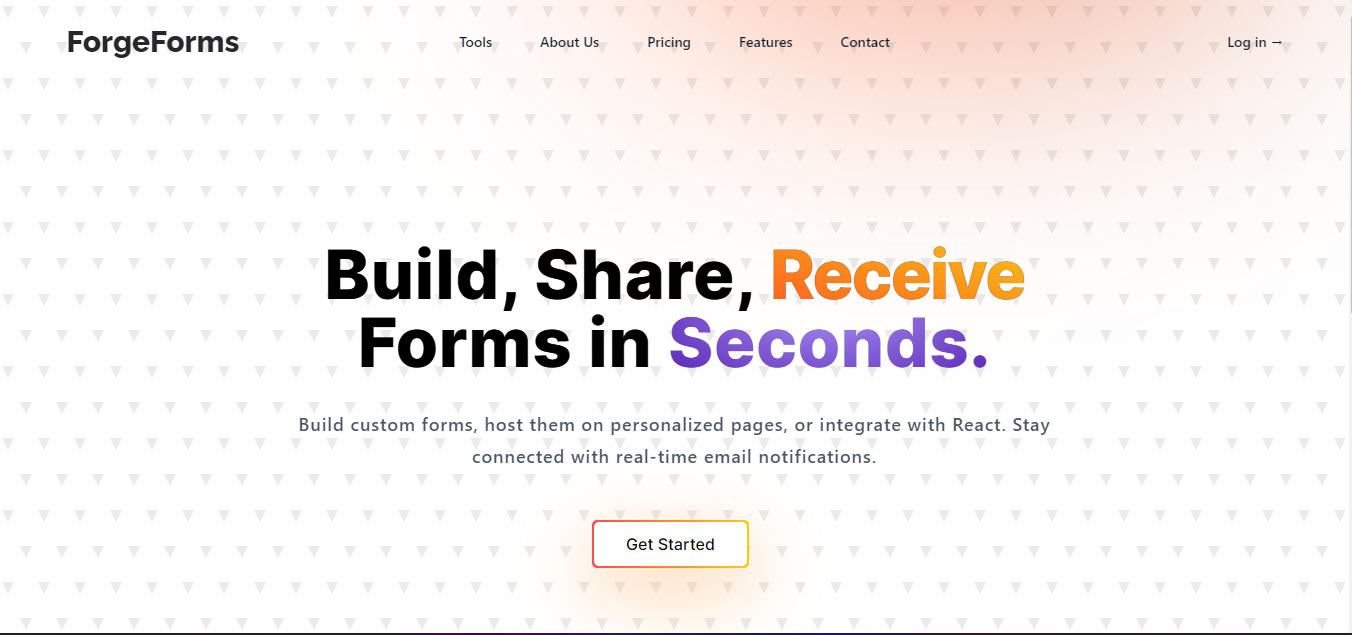 ForgeForms
Tools About Us Pricing Features Contact
Log in →
Build, Share, Receive
Forms in Seconds.
Build custom forms, host them on personalized pages, or integrate with React. Stay
connected with real-time email notifications.
Get Started